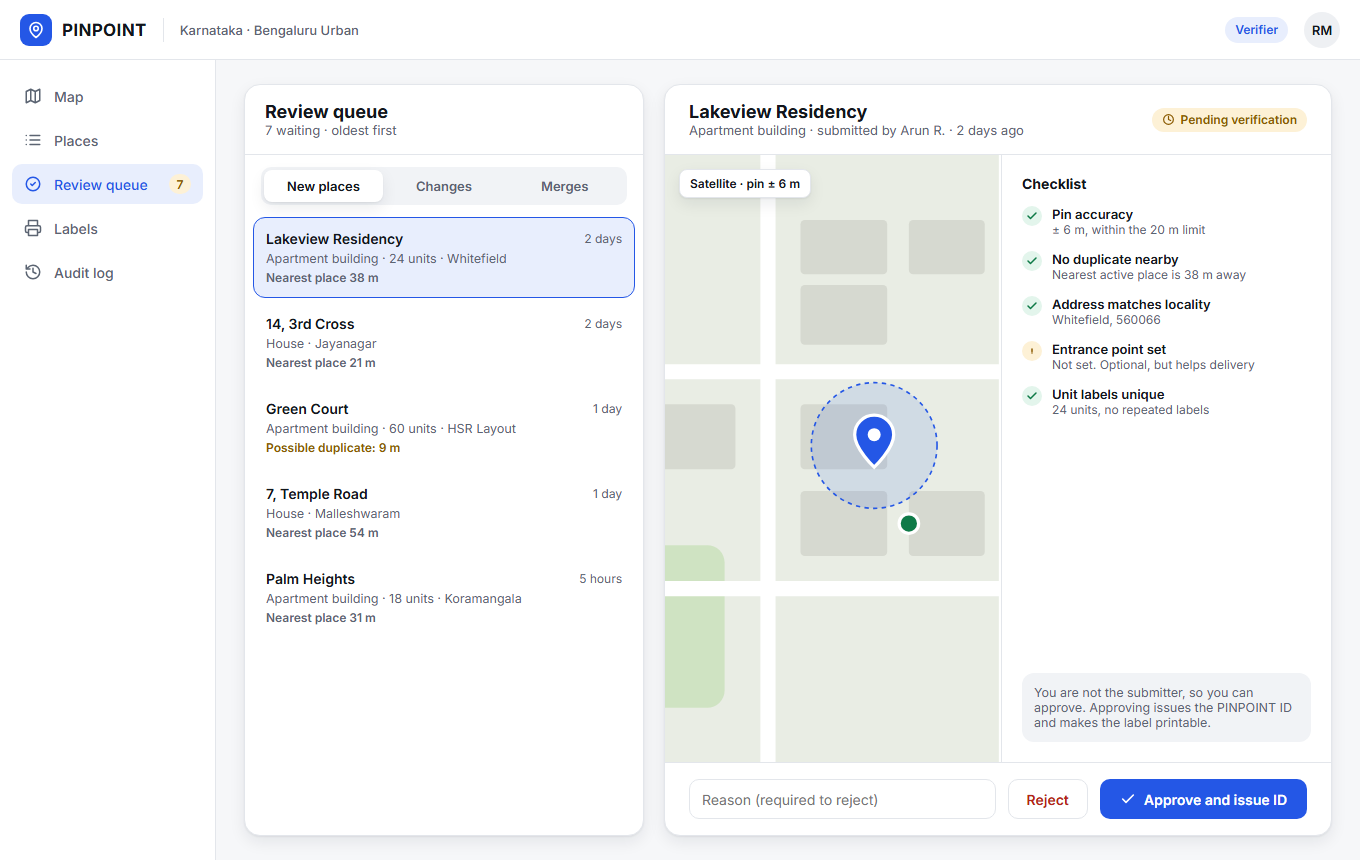 PINPOINT
Karnataka · Bengaluru Urban
Verifier
RM
Map
Places
Review queue
7
Labels
Audit log
Review queue
7 waiting · oldest first
New places
Changes
Merges
Lakeview Residency
2 days
Apartment building · 24 units · Whitefield
Nearest place 38 m
14, 3rd Cross
2 days
House · Jayanagar
Nearest place 21 m
Green Court
1 day
Apartment building · 60 units · HSR Layout
Possible duplicate: 9 m
7, Temple Road
1 day
House · Malleshwaram
Nearest place 54 m
Palm Heights
5 hours
Apartment building · 18 units · Koramangala
Nearest place 31 m
Lakeview Residency
Apartment building · submitted by Arun R. · 2 days ago
Pending verification
Satellite · pin ± 6 m
Checklist
Pin accuracy
± 6 m, within the 20 m limit
No duplicate nearby
Nearest active place is 38 m away
Address matches locality
Whitefield, 560066
Entrance point set
Not set. Optional, but helps delivery
Unit labels unique
24 units, no repeated labels
You are not the submitter, so you can
approve. Approving issues the PINPOINT ID
and makes the label printable.
Reason (required to reject)
Reject
Approve and issue ID